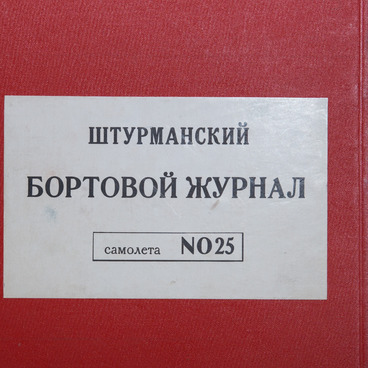 ШТУРМАНСКИЙ
БОРТОВОЙ ЖУРНАЛ
самолета NO25